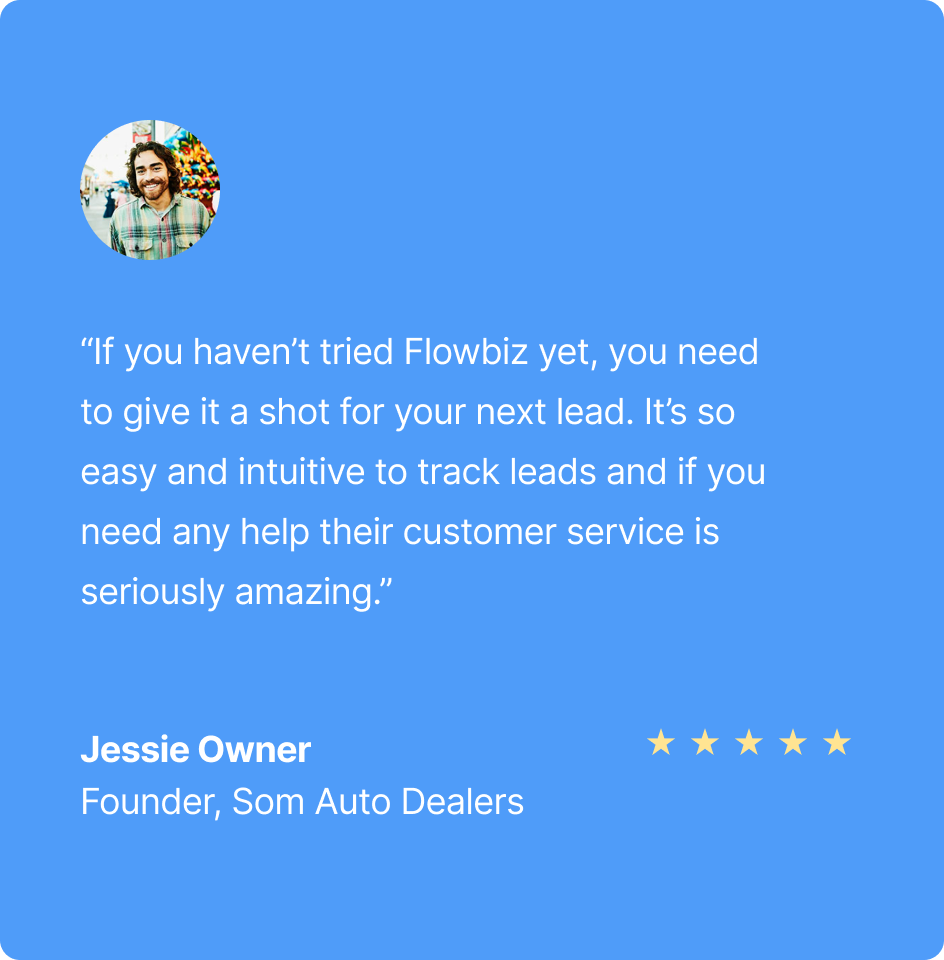 “If you haven’t tried Flowbiz yet, you need
to give it a shot for your next lead. It’s so
easy and intuitive to track leads and if you
need any help their customer service is
seriously amazing.”
Jessie Owner
Founder, Som Auto Dealers